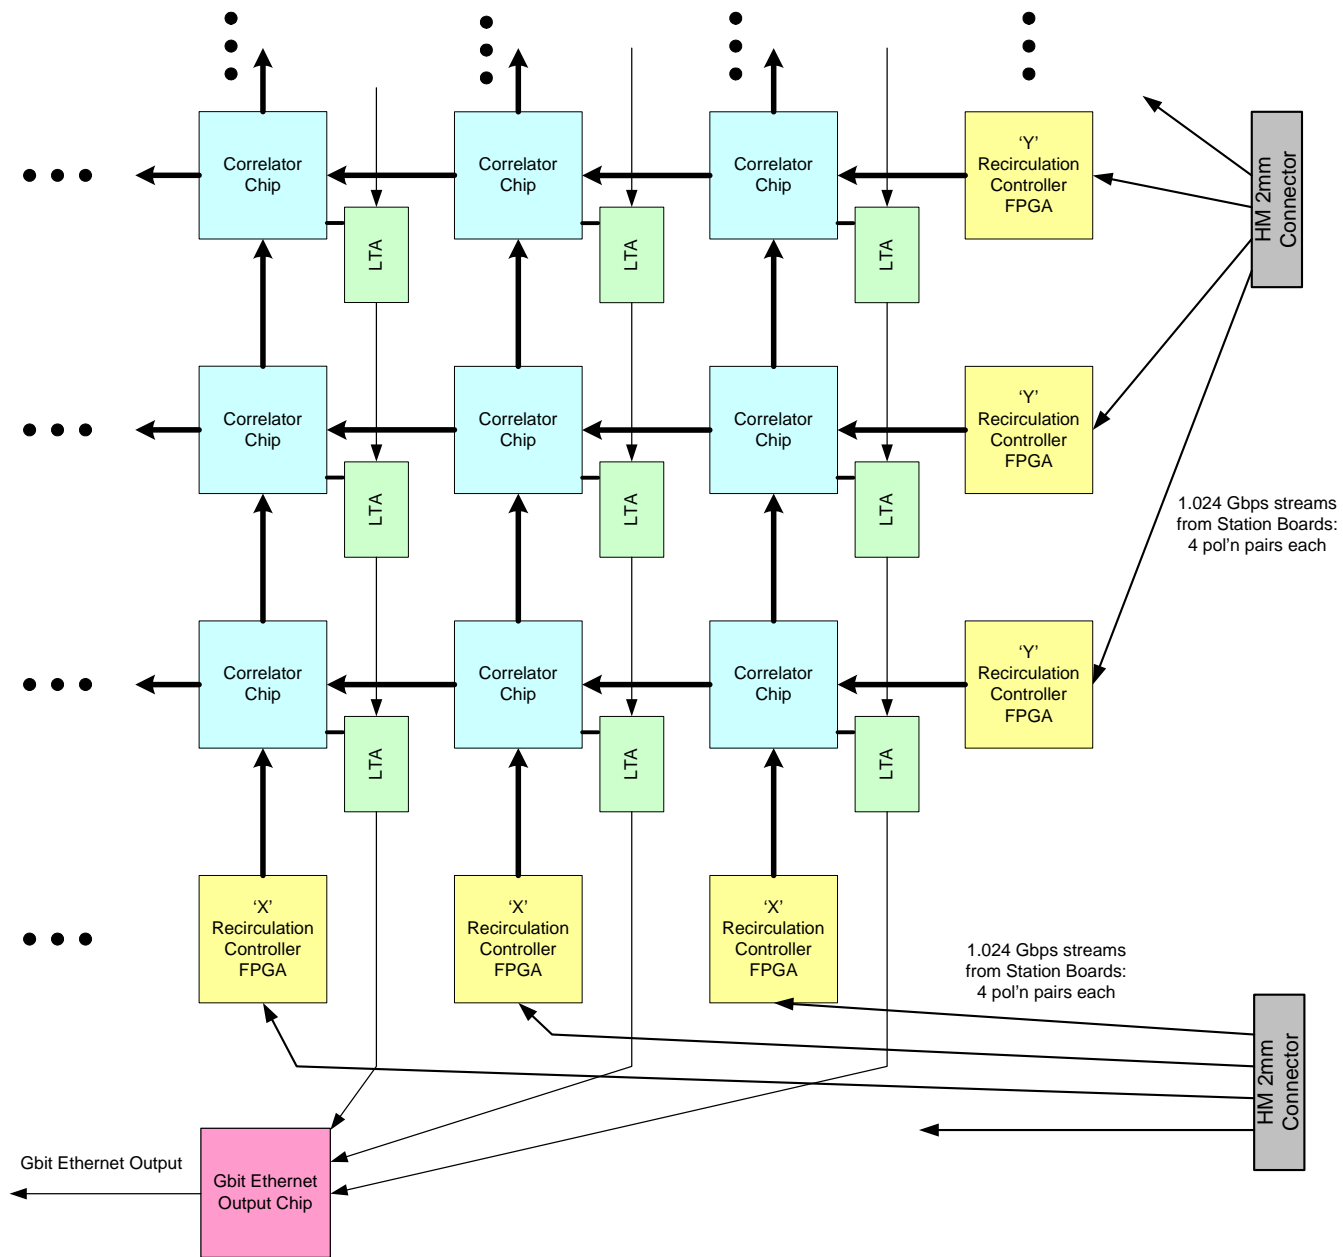 Correlator
Chip
Correlator
Chip
Correlator
Chip
‘Y’
Recirculation
Controller
FPGA
HM 2mm
Connector
LTA
LTA
LTA
Correlator
Chip
Correlator
Chip
Correlator
Chip
‘Y’
Recirculation
Controller
FPGA
LTA
LTA
LTA
1.024 Gbps streams
from Station Boards:
4 pol'n pairs each
Correlator
Chip
Correlator
Chip
Correlator
Chip
‘Y’
Recirculation
Controller
FPGA
LTA
LTA
LTA
‘X’
Recirculation
Controller
FPGA
‘X’
Recirculation
Controller
FPGA
‘X’
Recirculation
Controller
FPGA
1.024 Gbps streams
from Station Boards:
4 pol'n pairs each
HM 2mm
Connector
Gbit Ethernet Output
Gbit Ethernet
Output Chip